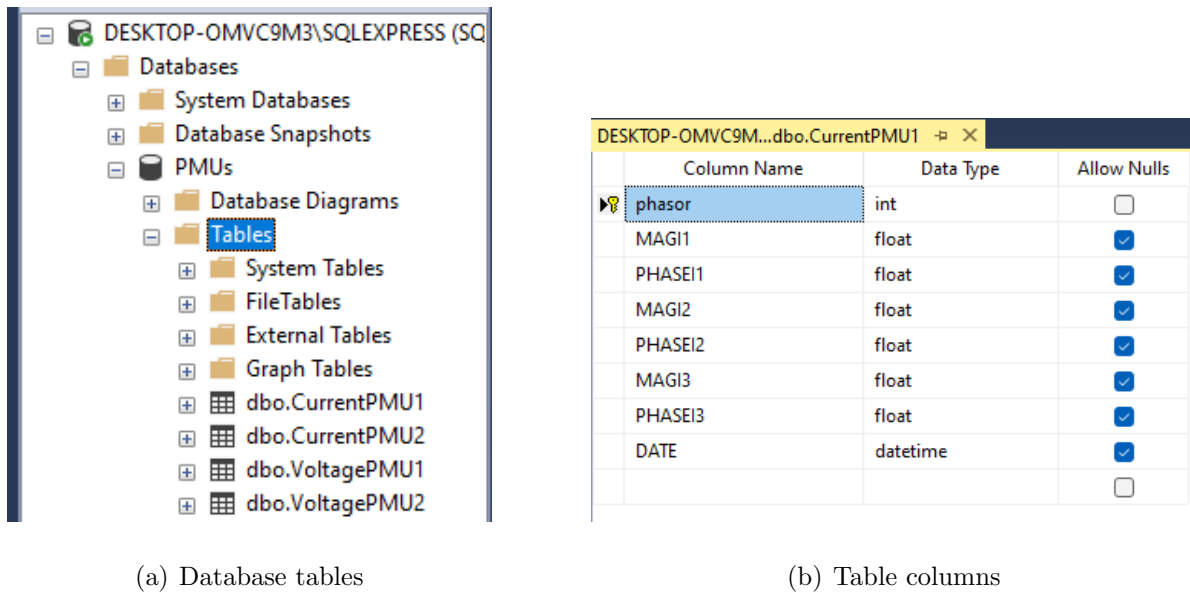 DESKTOP-OMVC9M3\SQLEXPRESS (SQ
Databases
System Databases
Database Snapshots
PMUs
Database Diagrams
Tables
System Tables
FileTables
External Tables
Graph Tables
dbo.CurrentPMU1
dbo.CurrentPMU2
dbo.VoltagePMU1
dbo.VoltagePMU2
(a) Database tables
DESKTOP-OMVC9M...dbo.CurrentPMU1
Column Name Data Type Allow Nulls
phasor int
MAGI1 float
PHASEI1 float
MAGI2 float
PHASEI2 float
MAGI3 float
PHASEI3 float
DATE datetime
(b) Table columns